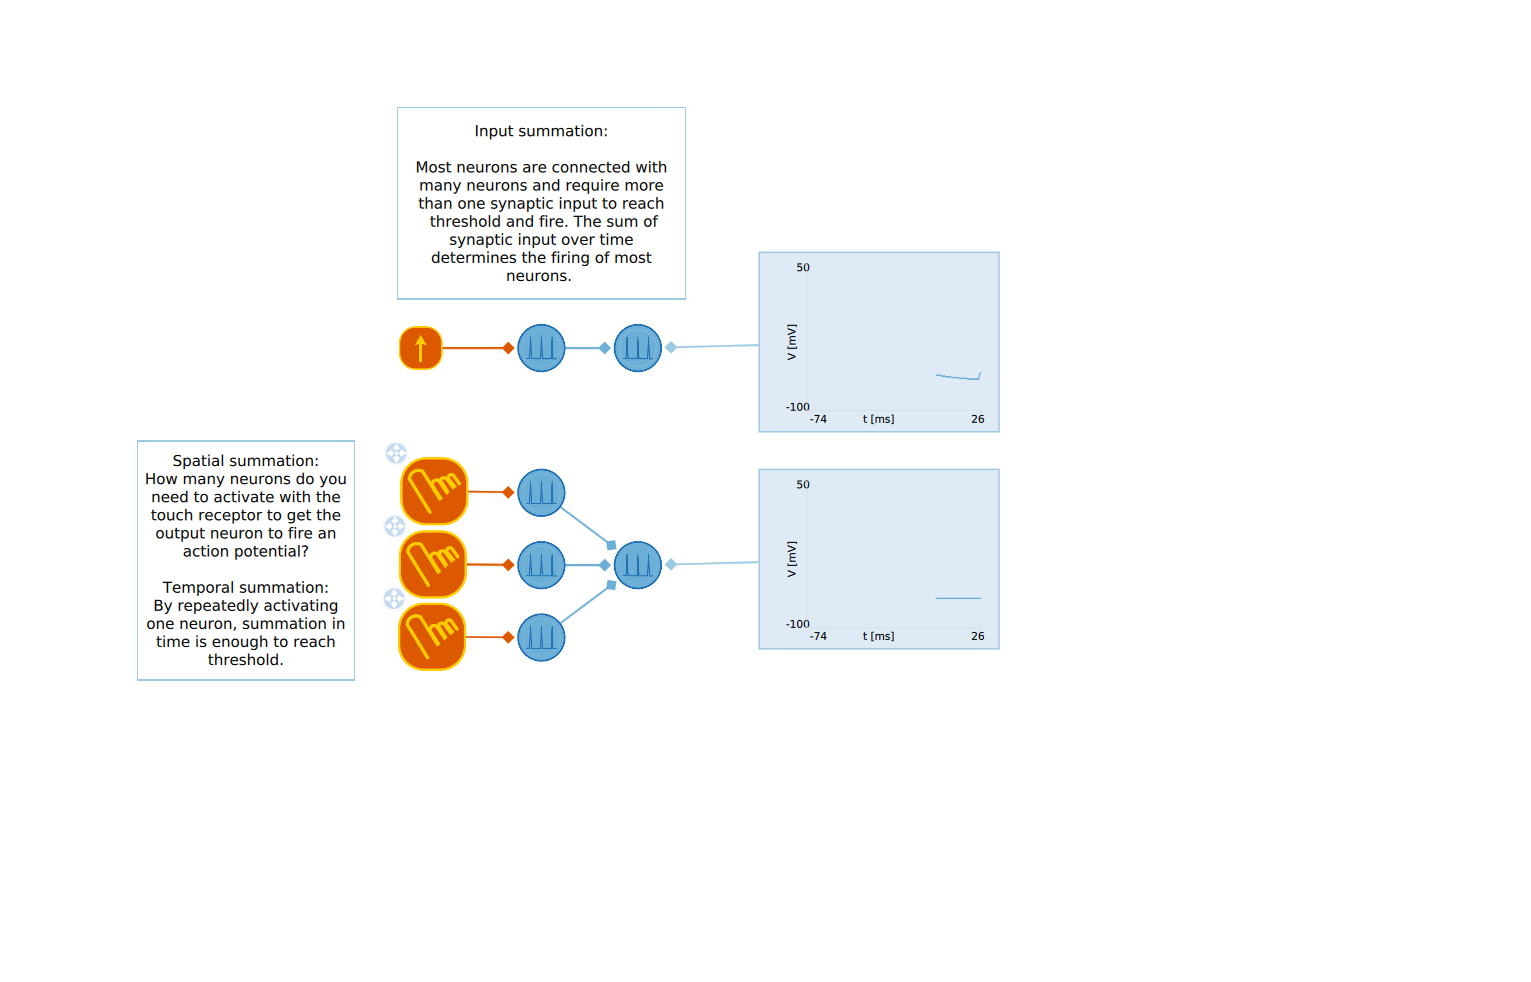 Input summation:
Most neurons are connected with
many neurons and require more
than one synaptic input to reach
threshold and fire. The sum of
synaptic input over time
determines the firing of most
neurons.
50
V [mV]
-100
-74
t [ms]
26
Spatial summation:
How many neurons do you
need to activate with the
touch receptor to get the
output neuron to fire an
action potential?
Temporal summation:
By repeatedly activating
one neuron, summation in
time is enough to reach
threshold.
50
V [mV]
-100
-74
t [ms]
26